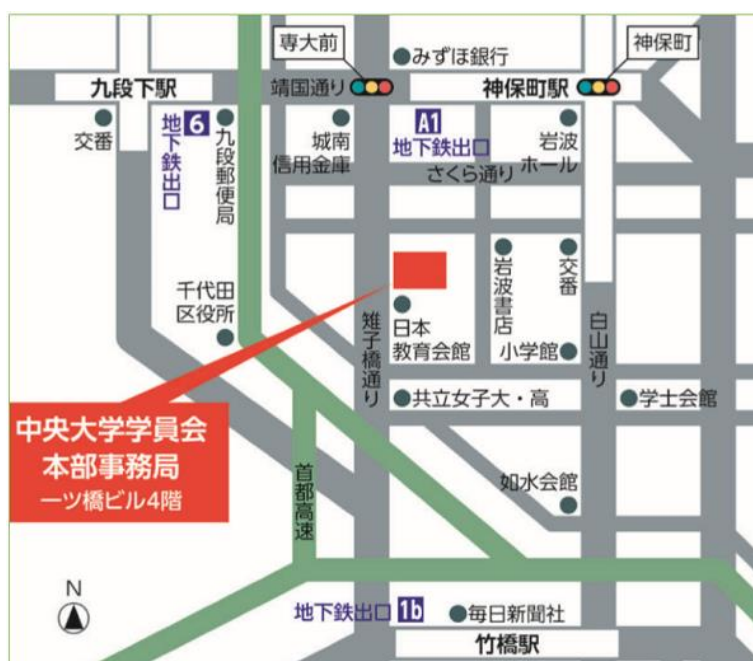 専大前
神保町
みずほ銀行
九段下駅
靖国通り
神保町駅
交番
地下鉄出口
6
九段郵便局
城南
信用金庫
A1
地下鉄出口
岩波
ホール
さくら通り
千代田
区役所
雉子橋通り
日本
教育会館
岩波書店
交番
小学館
白山通り
共立女子大・高
学士会館
中央大学学員会
本部事務局
一ツ橋ビル4階
首都高速
如水会館
N
地下鉄出口 1b
毎日新聞社
竹橋駅